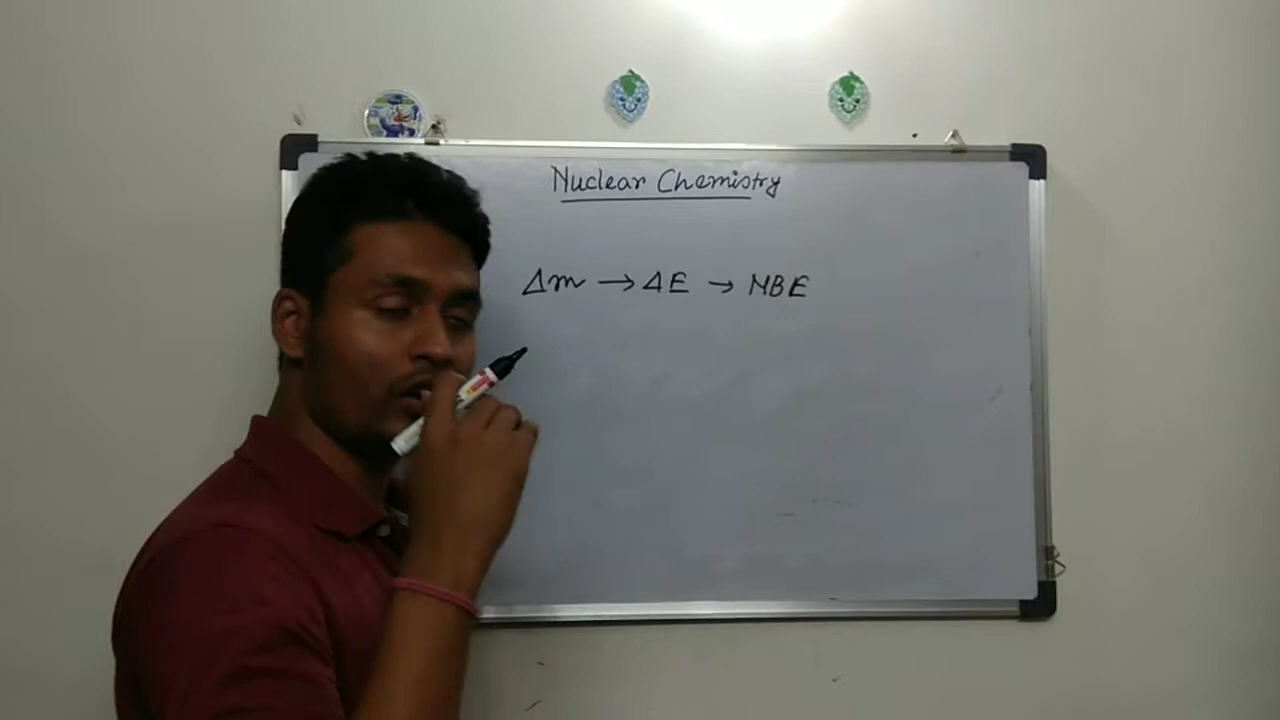 Nuclear Chemistry
Δm → ΔE → NBE